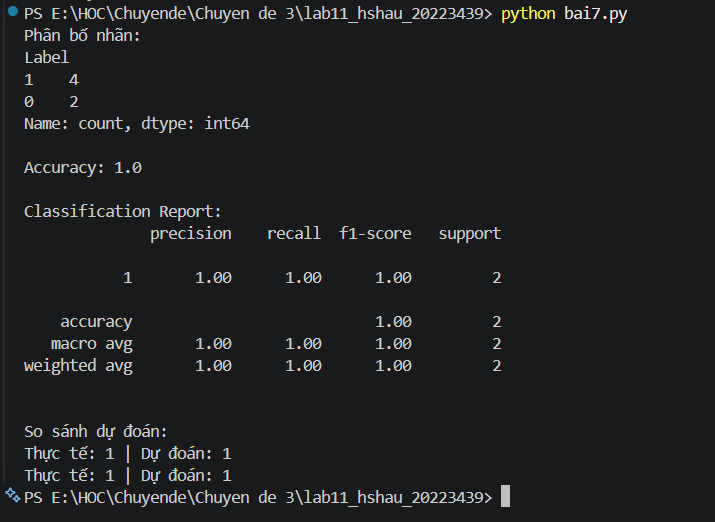 PS E:\HOC\Chuyende\Chuyen de 3\lab11_hshau_20223439> python bai7.py
Phân bố nhãn:
Label
1    4
0    2
Name: count, dtype: int64
Accuracy: 1.0
Classification Report:
              precision    recall  f1-score   support
           1       1.00      1.00      1.00         2
    accuracy                           1.00         2
   macro avg       1.00      1.00      1.00         2
weighted avg       1.00      1.00      1.00         2
So sánh dự đoán:
Thực tế: 1 | Dự đoán: 1
Thực tế: 1 | Dự đoán: 1
PS E:\HOC\Chuyende\Chuyen de 3\lab11_hshau_20223439>